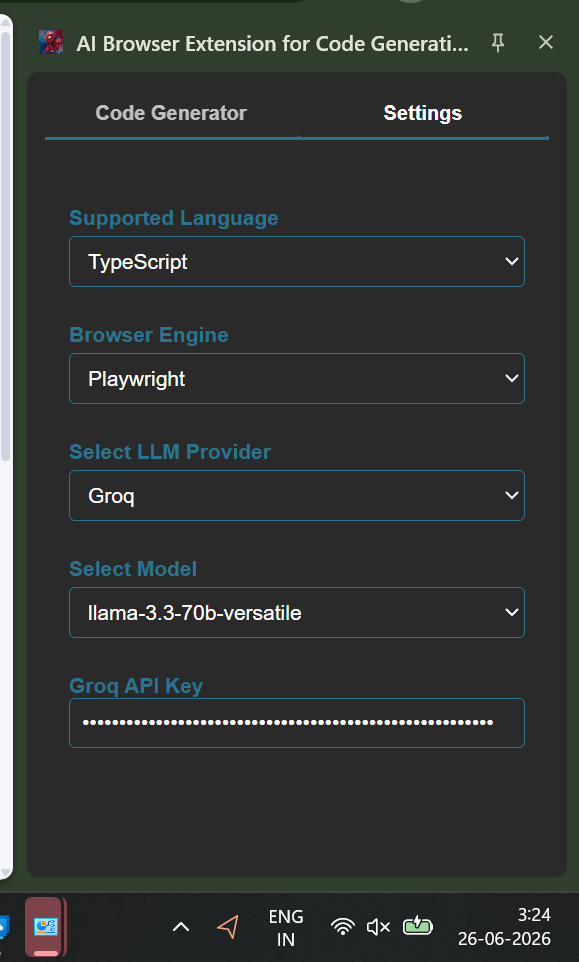 AI Browser Extension for Code Generati...
Code Generator
Settings
Supported Language
TypeScript
Browser Engine
Playwright
Select LLM Provider
Groq
Select Model
llama-3.3-70b-versatile
Groq API Key
••••••••••••••••••••••••••••••••••••••••••••••••••••••••
ENG
IN
3:24
26-06-2026